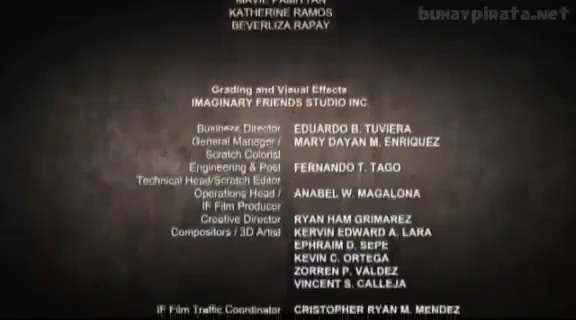 buhaypirata.net
KATHERINE RAMOS
BEVERLIZA RAPAY
Grading and Visual Effects
IMAGINARY FRIENDS STUDIO INC.
Business Director EDUARDO B. TUVIERA
General Manager / MARY DAYAN M. ENRIQUEZ
Scratch Colorist
Engineering & Post FERNANDO T. TAGO
Technical Head/Scratch Editor
Operations Head / ANABEL W. MAGALONA
IF Film Producer
Creative Director RYAN HAM GRIMAREZ
Compositors / 3D Artist KERVIN EDWARD A. LARA
EPHRAIM D. SEPE
KEVIN C. ORTEGA
ZORREN P. VALDEZ
VINCENT S. CALLEJA
IF Film Traffic Coordinator CRISTOPHER RYAN M. MENDEZ